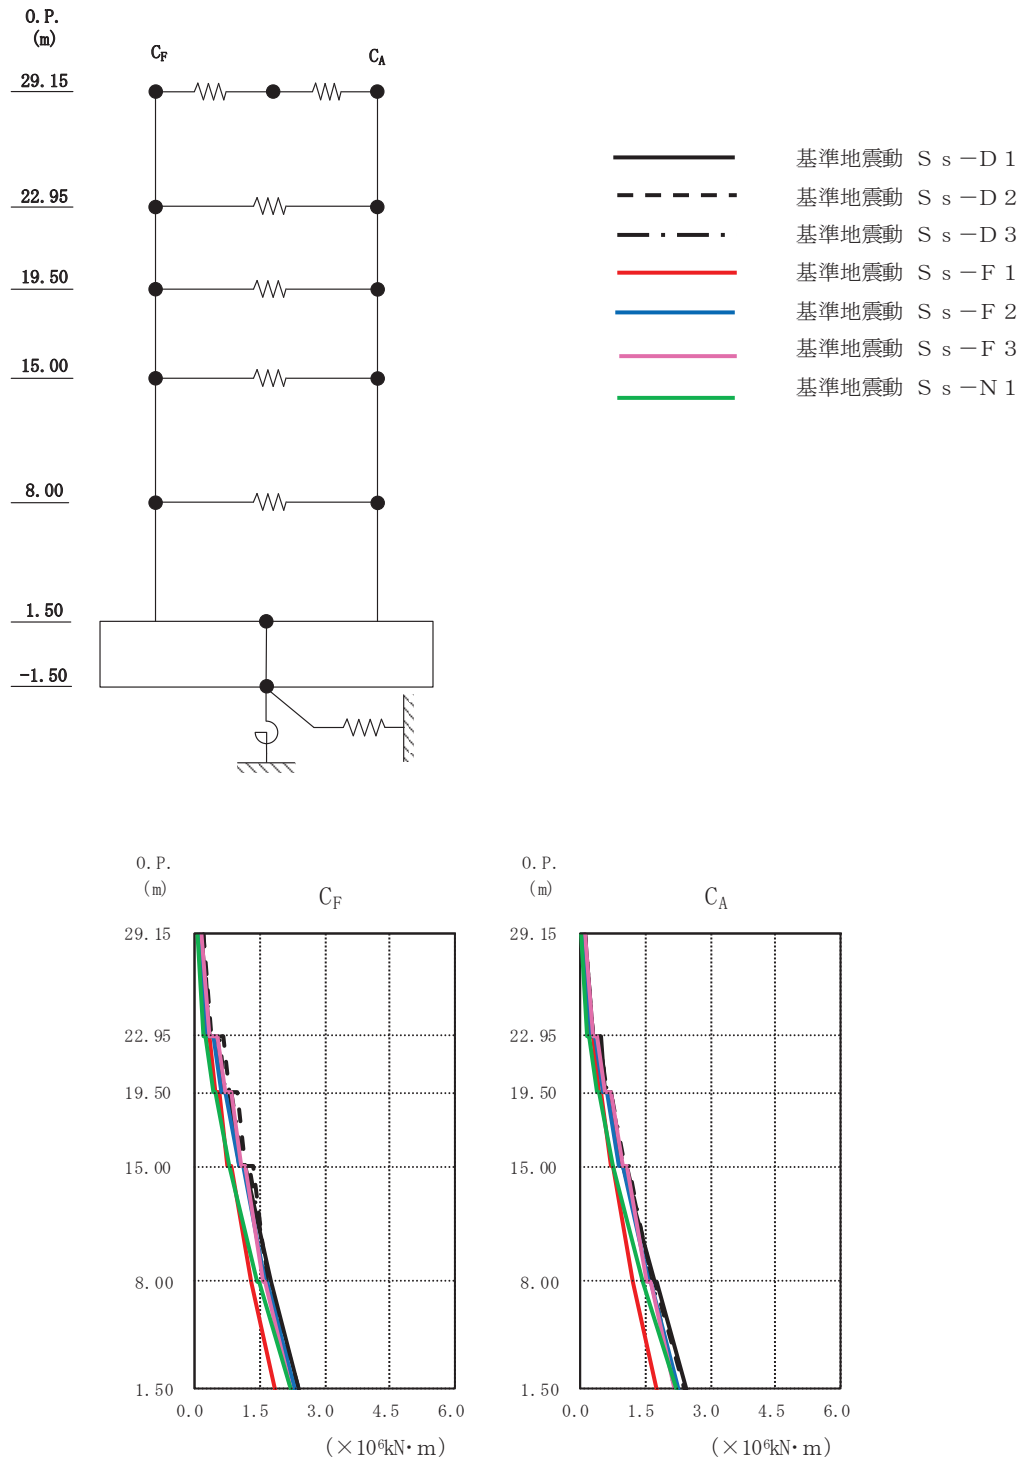 O.P.
(m)
C_F
C_A
29.15
22.95
19.50
15.00
8.00
1.50
-1.50
基準地震動 Ｓｓ－Ｄ１
基準地震動 Ｓｓ－Ｄ２
基準地震動 Ｓｓ－Ｄ３
基準地震動 Ｓｓ－Ｆ１
基準地震動 Ｓｓ－Ｆ２
基準地震動 Ｓｓ－Ｆ３
基準地震動 Ｓｓ－Ｎ１
O.P.
(m)
C_F
29.15
22.95
19.50
15.00
8.00
1.50
0.0 1.5 3.0 4.5 6.0
(×10⁶kN・m)
O.P.
(m)
C_A
29.15
22.95
19.50
15.00
8.00
1.50
0.0 1.5 3.0 4.5 6.0
(×10⁶kN・m)